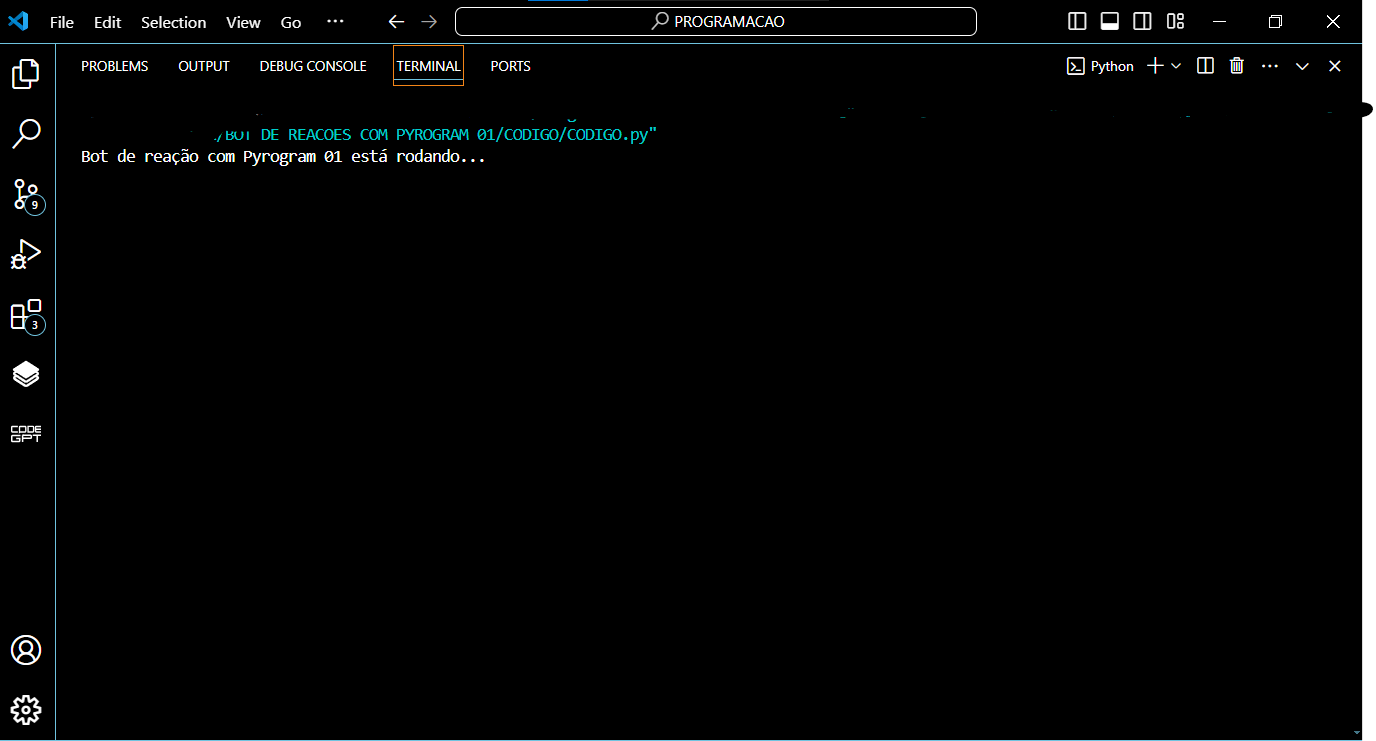 File Edit Selection View Go ··· PROGRAMACAO
PROBLEMS OUTPUT DEBUG CONSOLE TERMINAL PORTS Python
/BOT DE REACOES COM PYROGRAM 01/CODIGO/CODIGO.py"
Bot de reação com Pyrogram 01 está rodando...
9
3
CODE
GPT